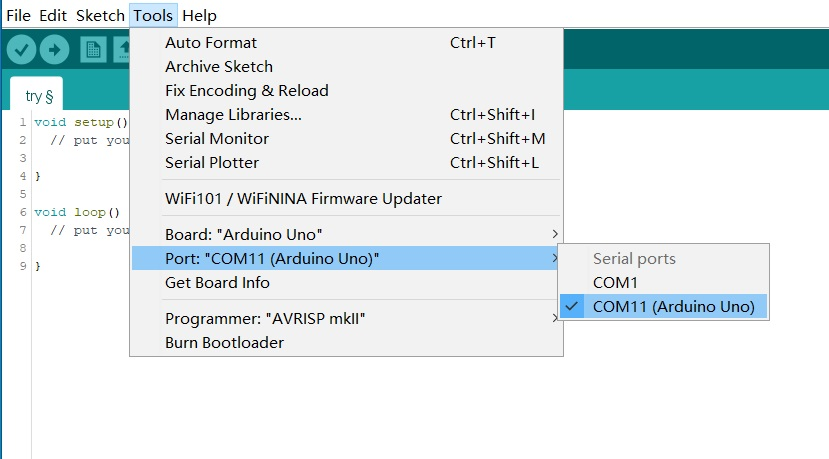 File Edit Sketch Tools Help
Auto Format Ctrl+T
Archive Sketch
Fix Encoding & Reload
Manage Libraries... Ctrl+Shift+I
Serial Monitor Ctrl+Shift+M
Serial Plotter Ctrl+Shift+L
WiFi101 / WiFiNINA Firmware Updater
Board: "Arduino Uno"
Port: "COM11 (Arduino Uno)"
Get Board Info
Programmer: "AVRISP mkII"
Burn Bootloader
Serial ports
COM1
COM11 (Arduino Uno)
try §
1 void setup()
2 // put you
3
4 }
5
6 void loop()
7 // put you
8
9 }